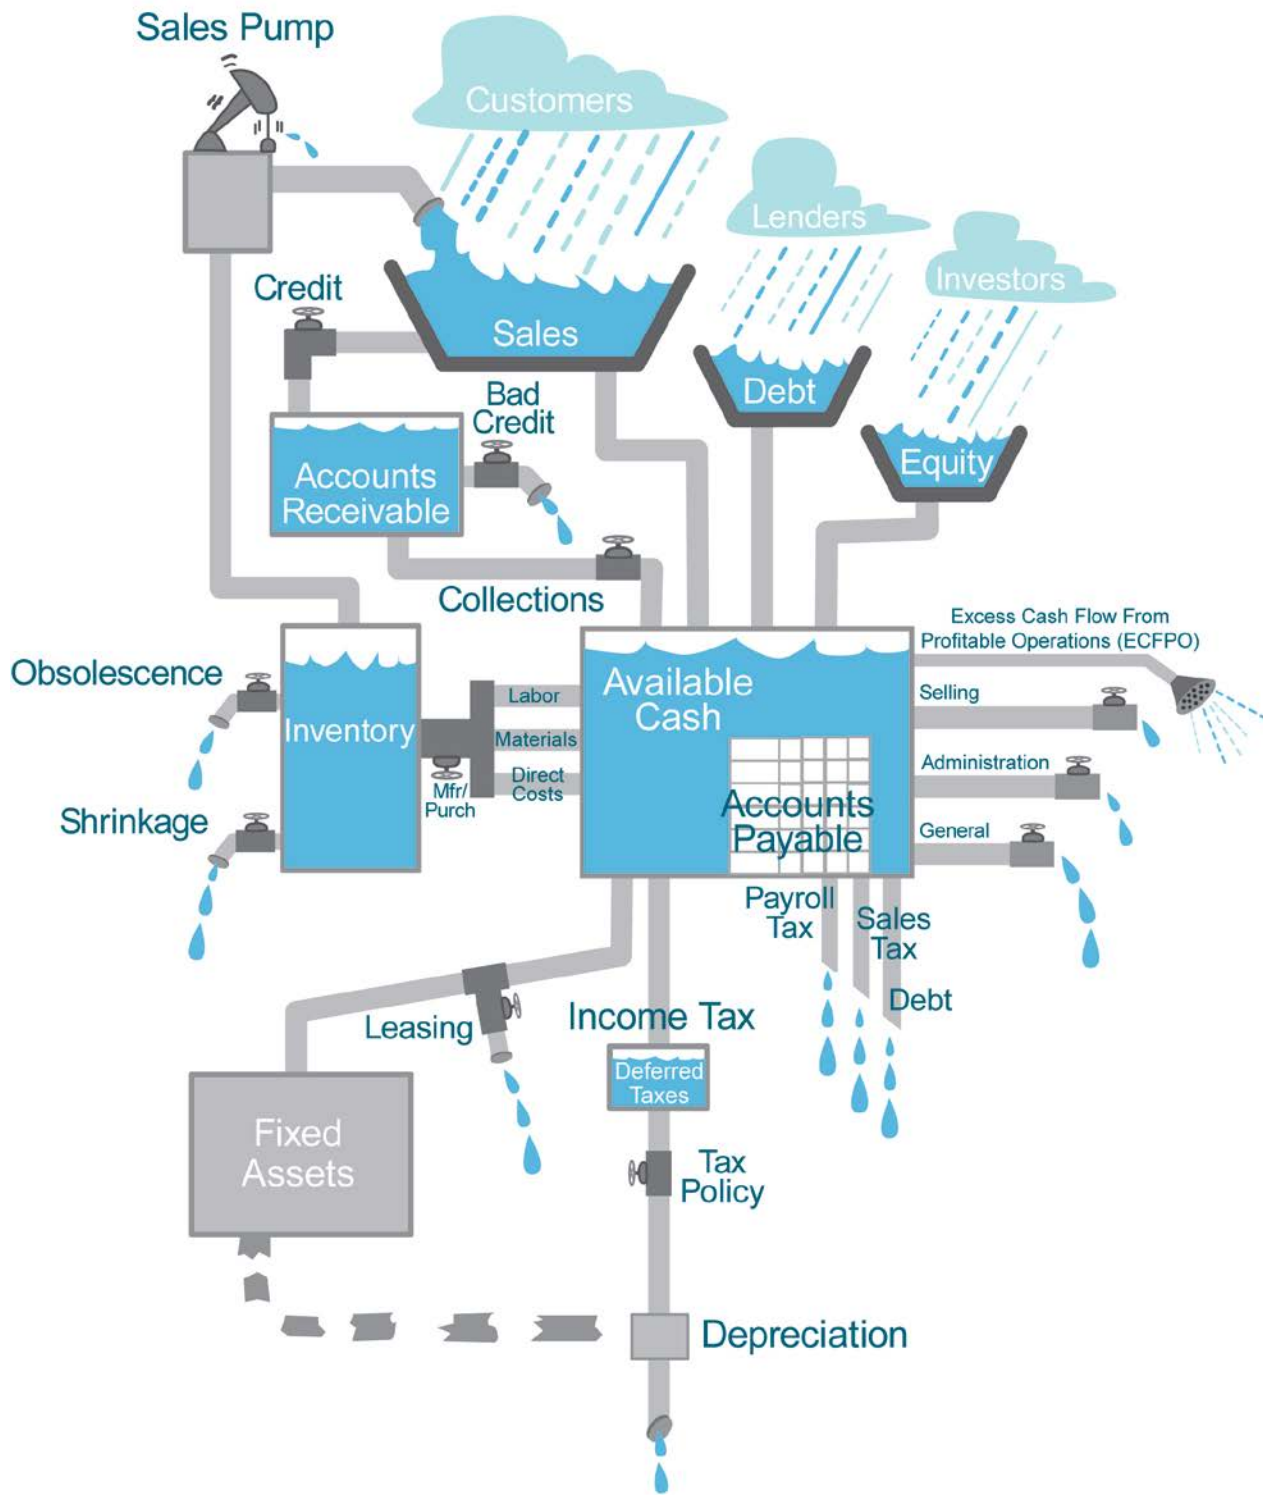 Sales Pump
Customers
Lenders
Investors
Credit
Sales
Debt
Bad
Credit
Equity
Accounts
Receivable
Collections
Excess Cash Flow From
Profitable Operations (ECFPO)
Obsolescence
Inventory
Labor
Materials
Direct
Costs
Mfr/
Purch
Available
Cash
Selling
Administration
General
Shrinkage
Accounts
Payable
Payroll
Tax
Sales
Tax
Debt
Leasing
Income Tax
Deferred
Taxes
Fixed
Assets
Tax
Policy
Depreciation